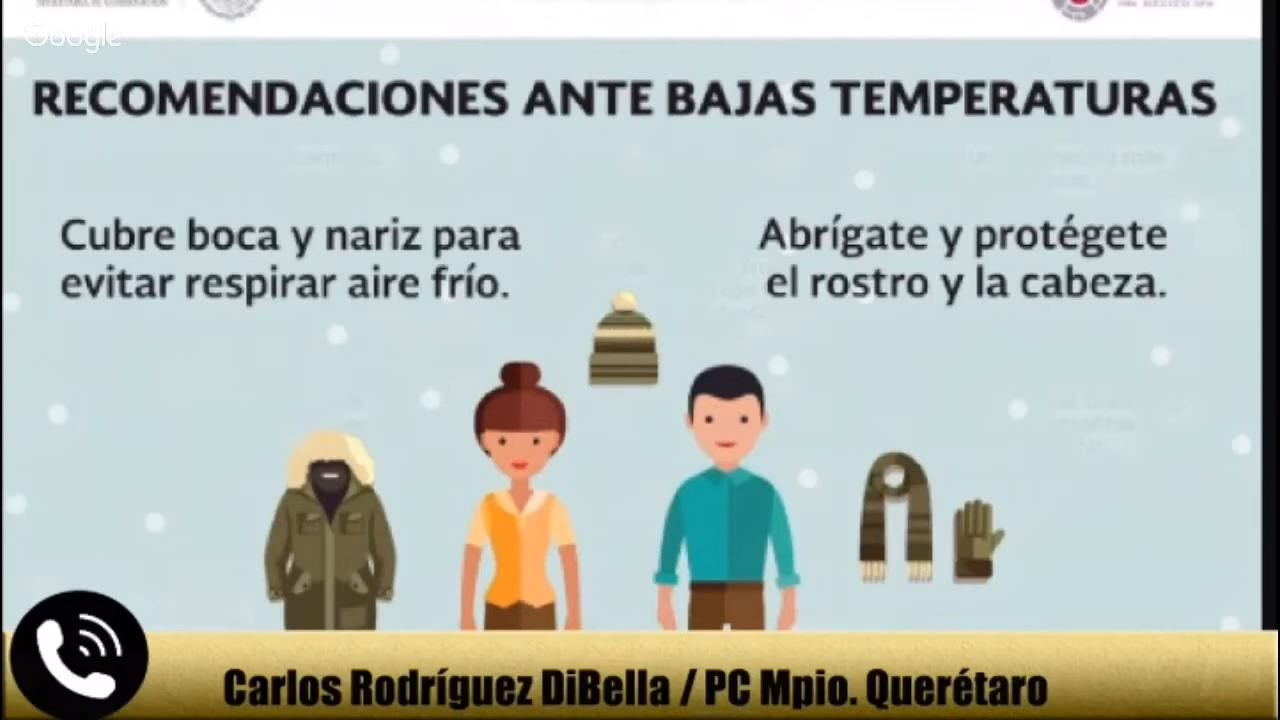 Google
RECOMENDACIONES ANTE BAJAS TEMPERATURAS
Cubre boca y nariz para
evitar respirar aire frío.
Abrígate y protégete
el rostro y la cabeza.
Carlos Rodríguez DiBella / PC Mpio. Querétaro